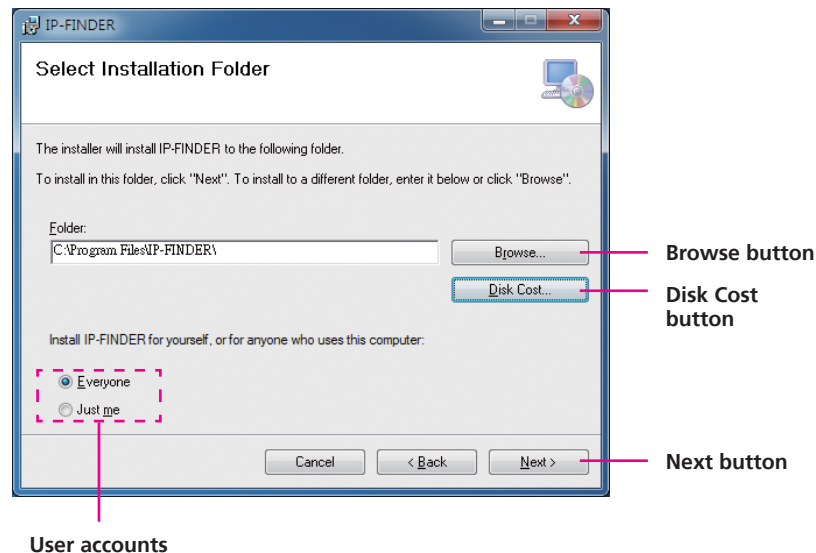 IP-FINDER
Select Installation Folder
The installer will install IP-FINDER to the following folder.
To install in this folder, click "Next". To install to a different folder, enter it below or click "Browse".
Folder:
C:\Program Files\IP-FINDER\
Browse...
Browse button
Disk Cost...
Disk Cost
button
Install IP-FINDER for yourself, or for anyone who uses this computer:
Everyone
Just me
Cancel
< Back
Next >
Next button
User accounts